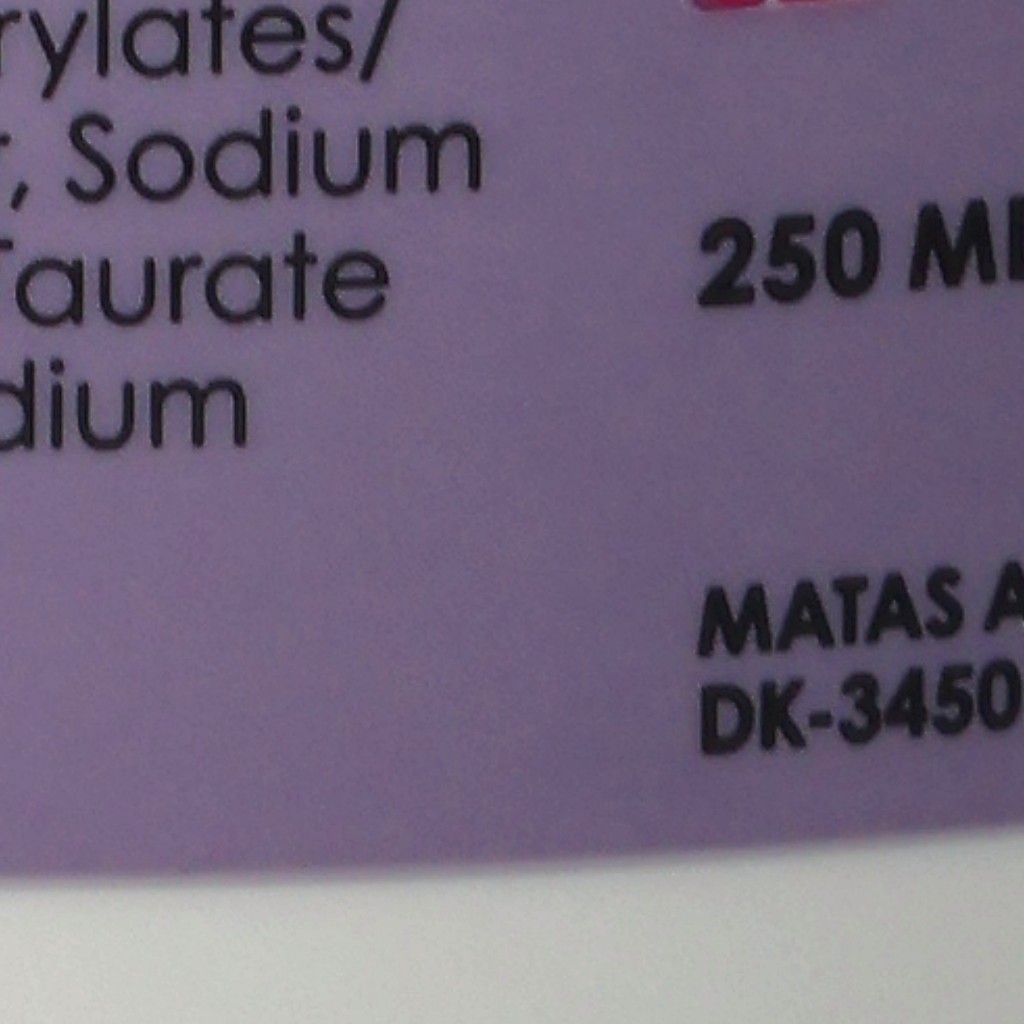 rylates/
, Sodium
Taurate
dium
250 ML
MATAS A
DK-3450